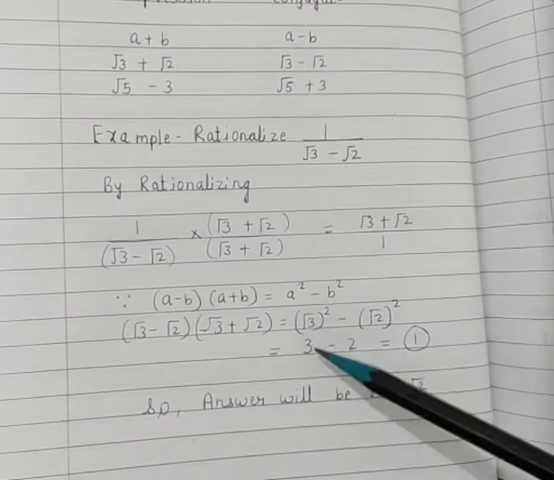 a + b a - b
√3 + √2 √3 - √2
√5 - 3 √5 + 3
Example - Rationalize 1/(√3 - √2)
By Rationalizing
1/(√3 - √2) × (√3 + √2)/(√3 + √2) = (√3 + √2)/1
∵ (a-b) (a+b) = a² - b²
(√3 - √2)(√3 + √2) = (√3)² - (√2)²
= 3 - 2 = 1
So, Answer will be √2